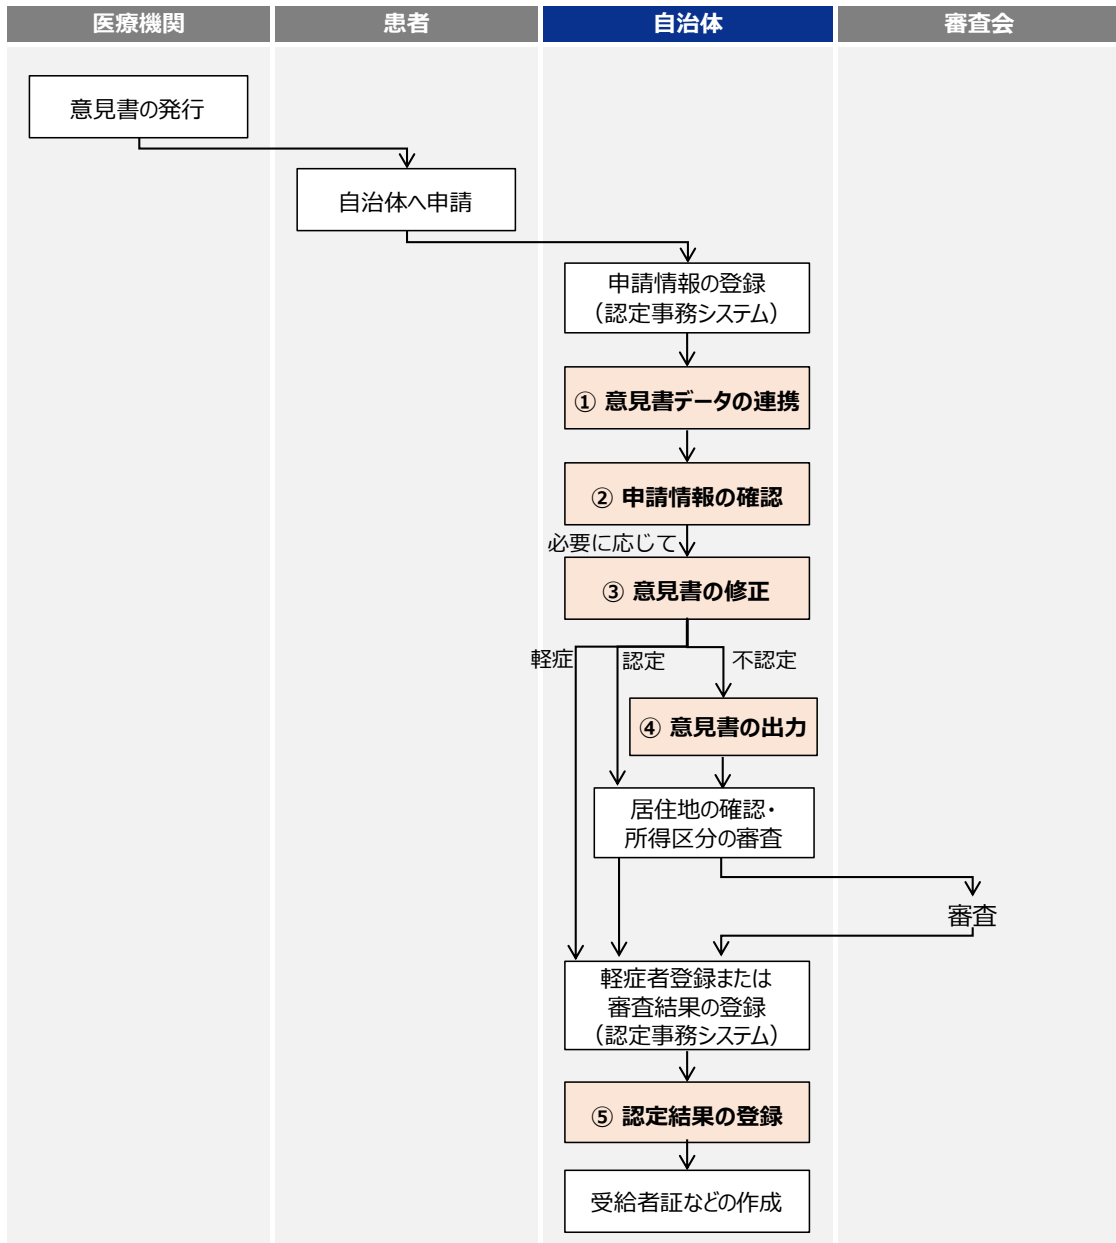 医療機関
患者
自治体
審査会
意見書の発行
自治体へ申請
申請情報の登録
(認定事務システム)
① 意見書データの連携
② 申請情報の確認
必要に応じて
③ 意見書の修正
軽症
認定
不認定
④ 意見書の出力
居住地の確認・
所得区分の審査
審査
軽症者登録または
審査結果の登録
(認定事務システム)
⑤ 認定結果の登録
受給者証などの作成